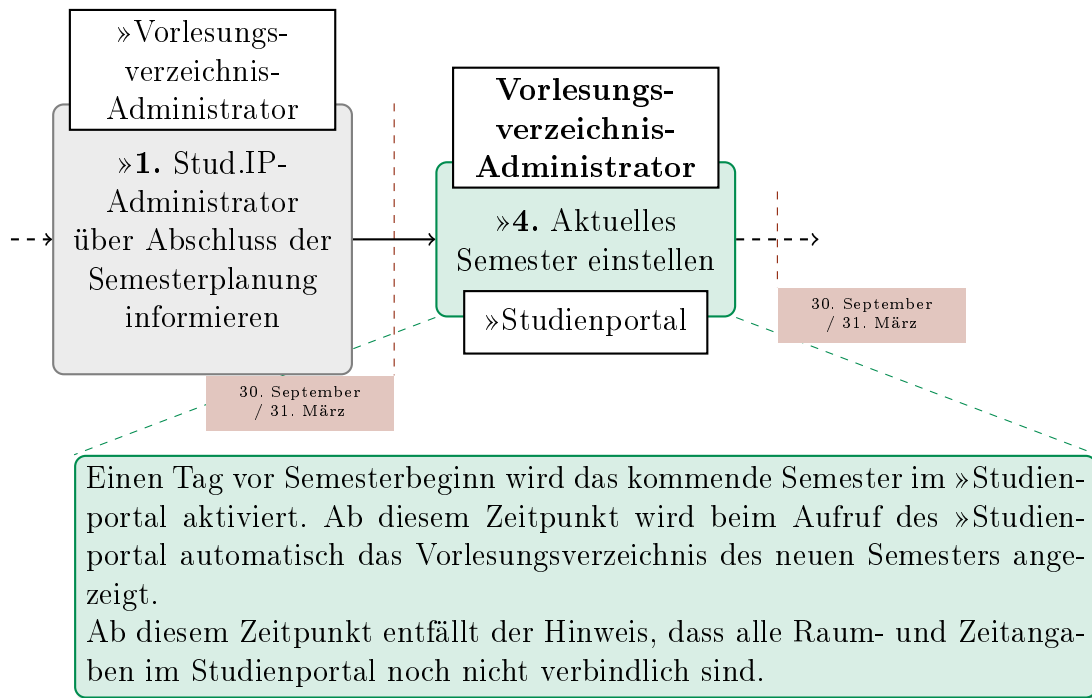 »Vorlesungs-
verzeichnis-
Administrator
»1. Stud.IP-
Administrator
über Abschluss der
Semesterplanung
informieren
30. September
/ 31. März
Vorlesungs-
verzeichnis-
Administrator
»4. Aktuelles
Semester einstellen
»Studienportal
30. September
/ 31. März
Einen Tag vor Semesterbeginn wird das kommende Semester im »Studien-
portal aktiviert. Ab diesem Zeitpunkt wird beim Aufruf des »Studien-
portal automatisch das Vorlesungsverzeichnis des neuen Semesters ange-
zeigt.
Ab diesem Zeitpunkt entfällt der Hinweis, dass alle Raum- und Zeitanga-
ben im Studienportal noch nicht verbindlich sind.